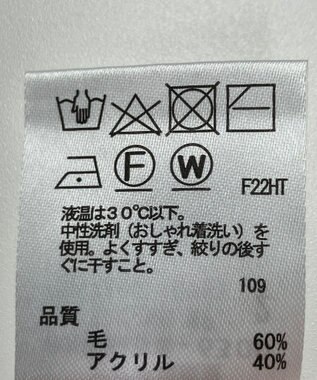 F W F22HT
液温は30℃以下。
中性洗剤(おしゃれ着洗い)を
使用。よくすすぎ、絞りの後す
ぐに干すこと。
109
品質
毛 60%
アクリル 40%